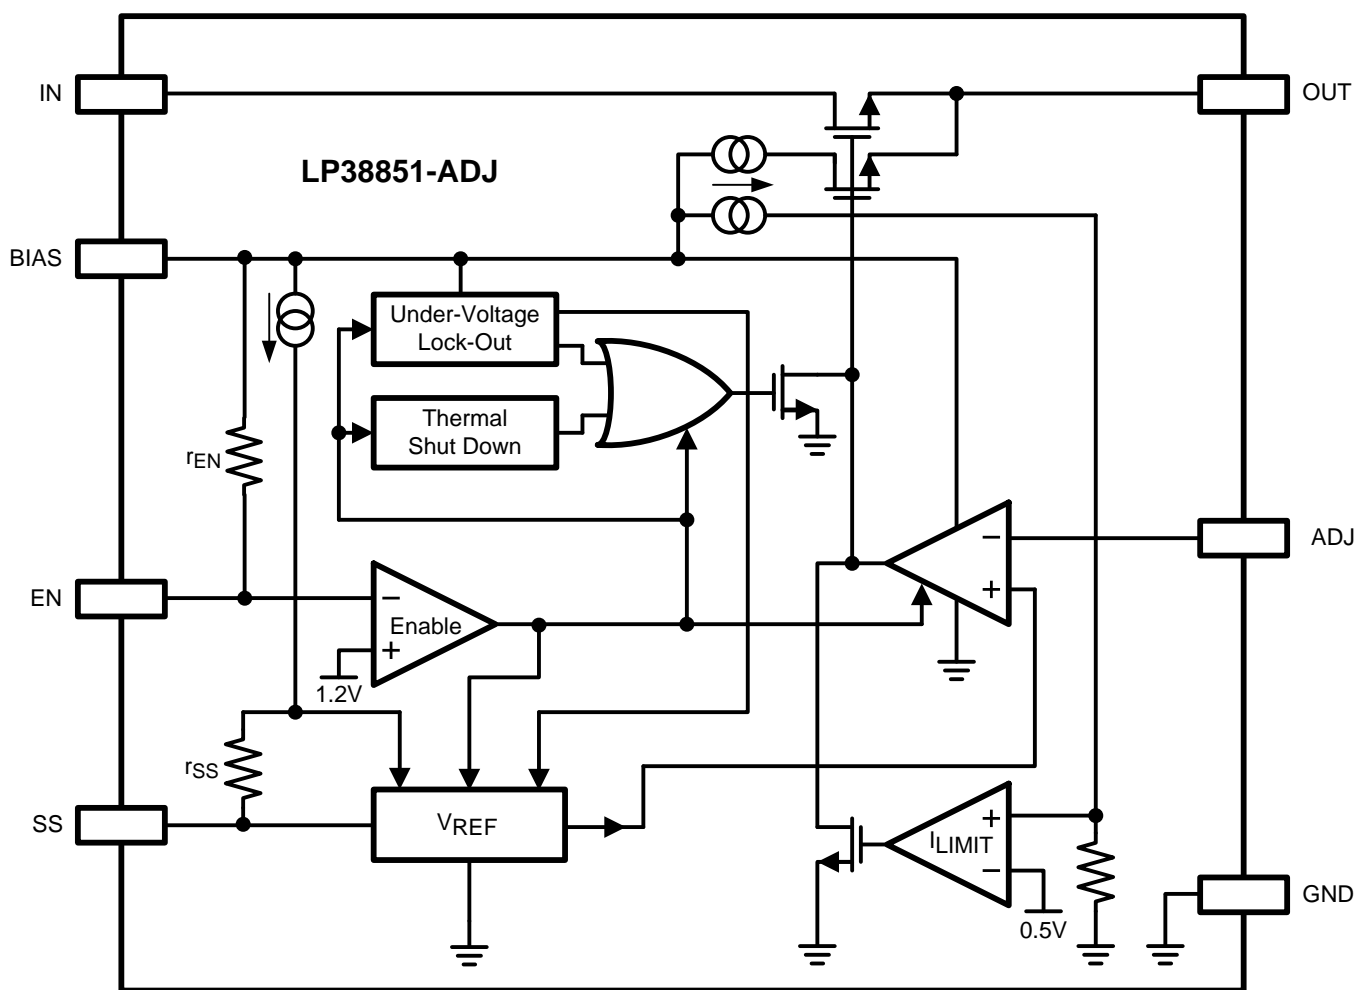 IN
OUT
LP38851-ADJ
BIAS
Under-Voltage
Lock-Out
Thermal
Shut Down
rEN
ADJ
−
+
EN
−
Enable
+
1.2V
rSS
SS
VREF
+
ILIMIT
−
0.5V
GND